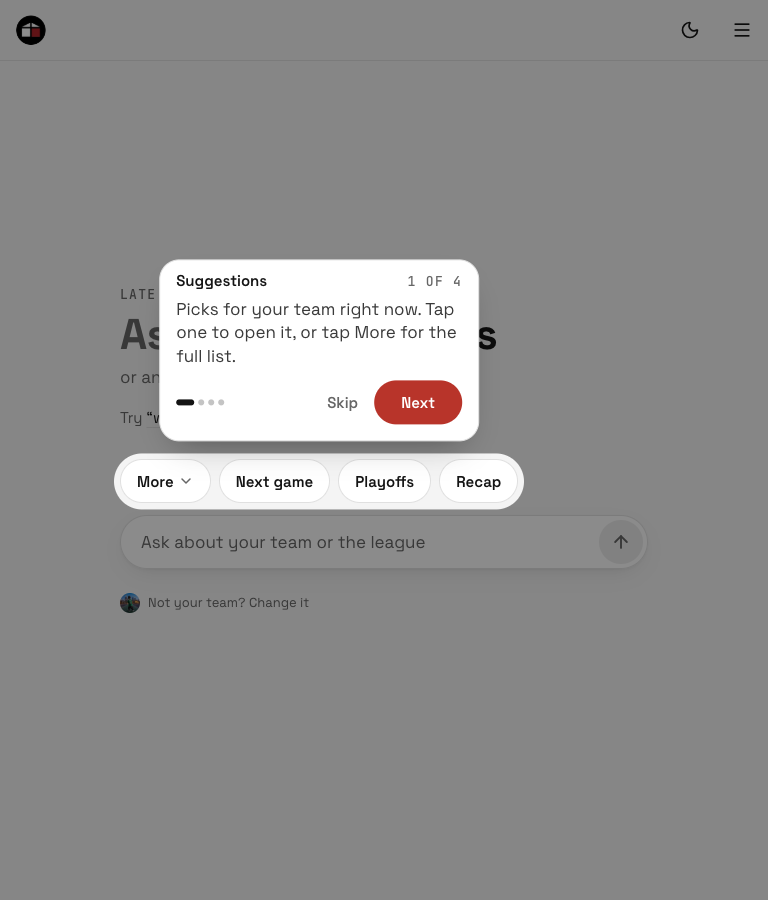 Suggestions
1 OF 4
Picks for your team right now. Tap
one to open it, or tap More for the
full list.
Skip
Next
LATE
or
Try
More
Next game
Playoffs
Recap
Ask about your team or the league
Not your team? Change it